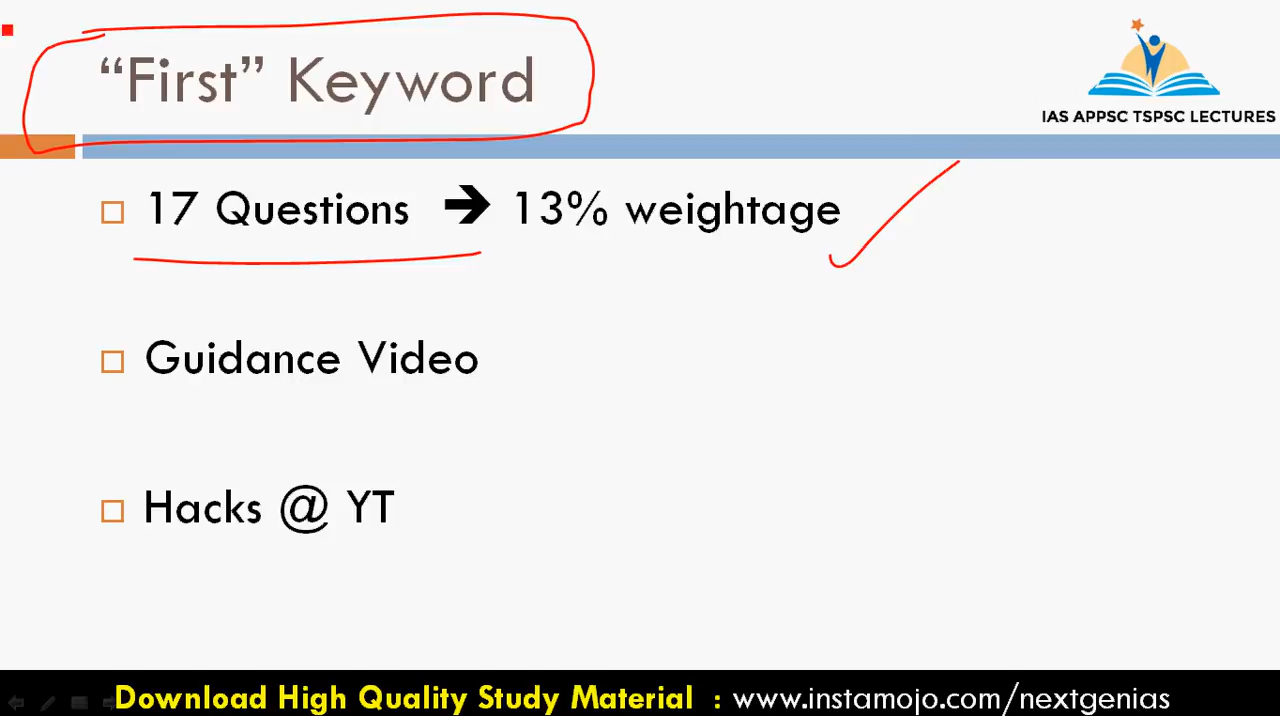 “First” Keyword
IAS APPSC TSPSC LECTURES
17 Questions ➔ 13% weightage
Guidance Video
Hacks @ YT
Download High Quality Study Material : www.instamojo.com/nextgenias